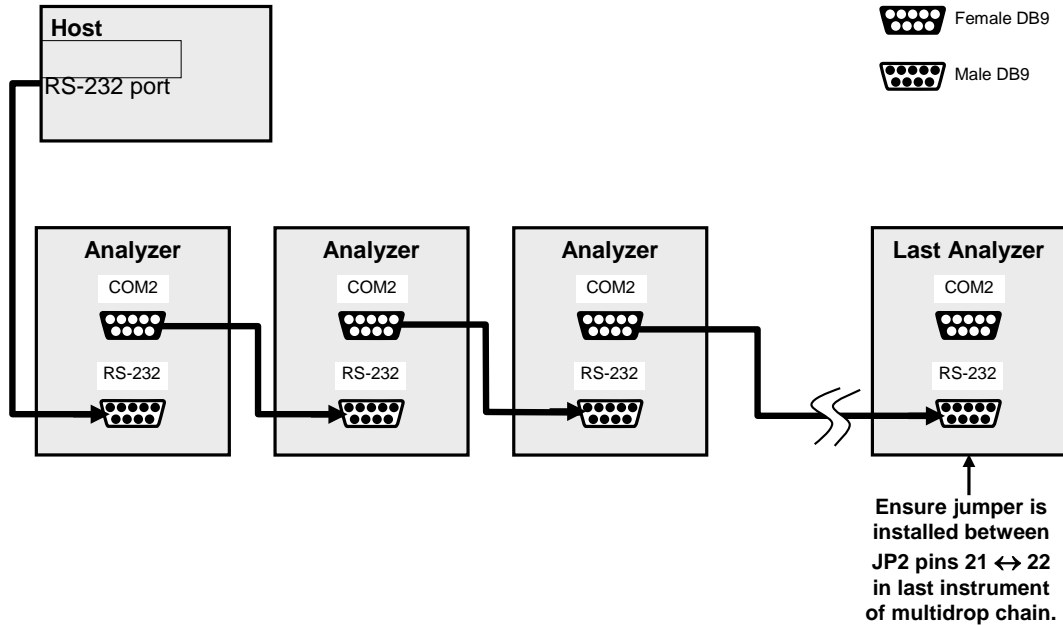 Host
RS-232 port
Female DB9
Male DB9
Analyzer
COM2
RS-232
Analyzer
COM2
RS-232
Analyzer
COM2
RS-232
Last Analyzer
COM2
RS-232
Ensure jumper is
installed between
JP2 pins 21 ↔ 22
in last instrument
of multidrop chain.